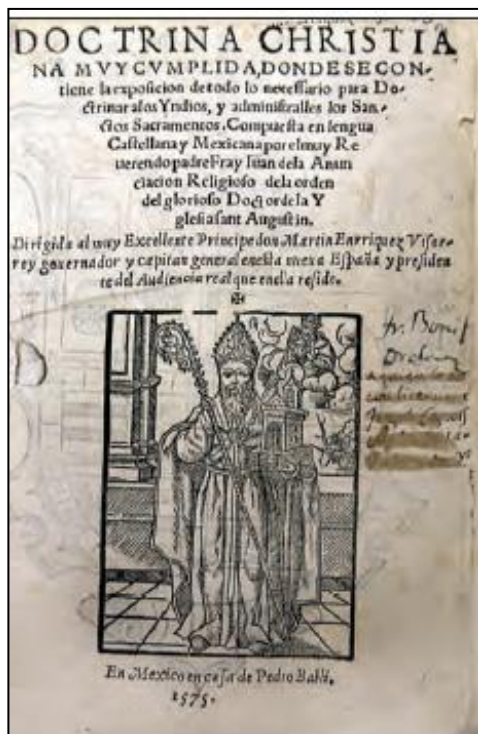 DOCTRINA CHRISTIA
NA MVY CVMPLIDA, DONDE SE CON-
tiene la exposicion de todo lo necessario para Do-
ctrinar a los Yndios, y administralles los San-
ctos Sacramentos. Compuesta en lengua
Castellana y Mexicana por el muy Re
uerendo padre Fray Iuan de la Anun
ciacion Religioso de la orden
del glorioso Doctor de la Y
glesia sant Augustin.
Dirigida al muy Excellente Principe don Martin Enrriquez Visor-
rey gouernador y capitan general en esta nueua España y presiden
te del Audiencia real que en ella reside.
✠
fr. Boni
En Mexico en casa de Pedro Balli.
1575.